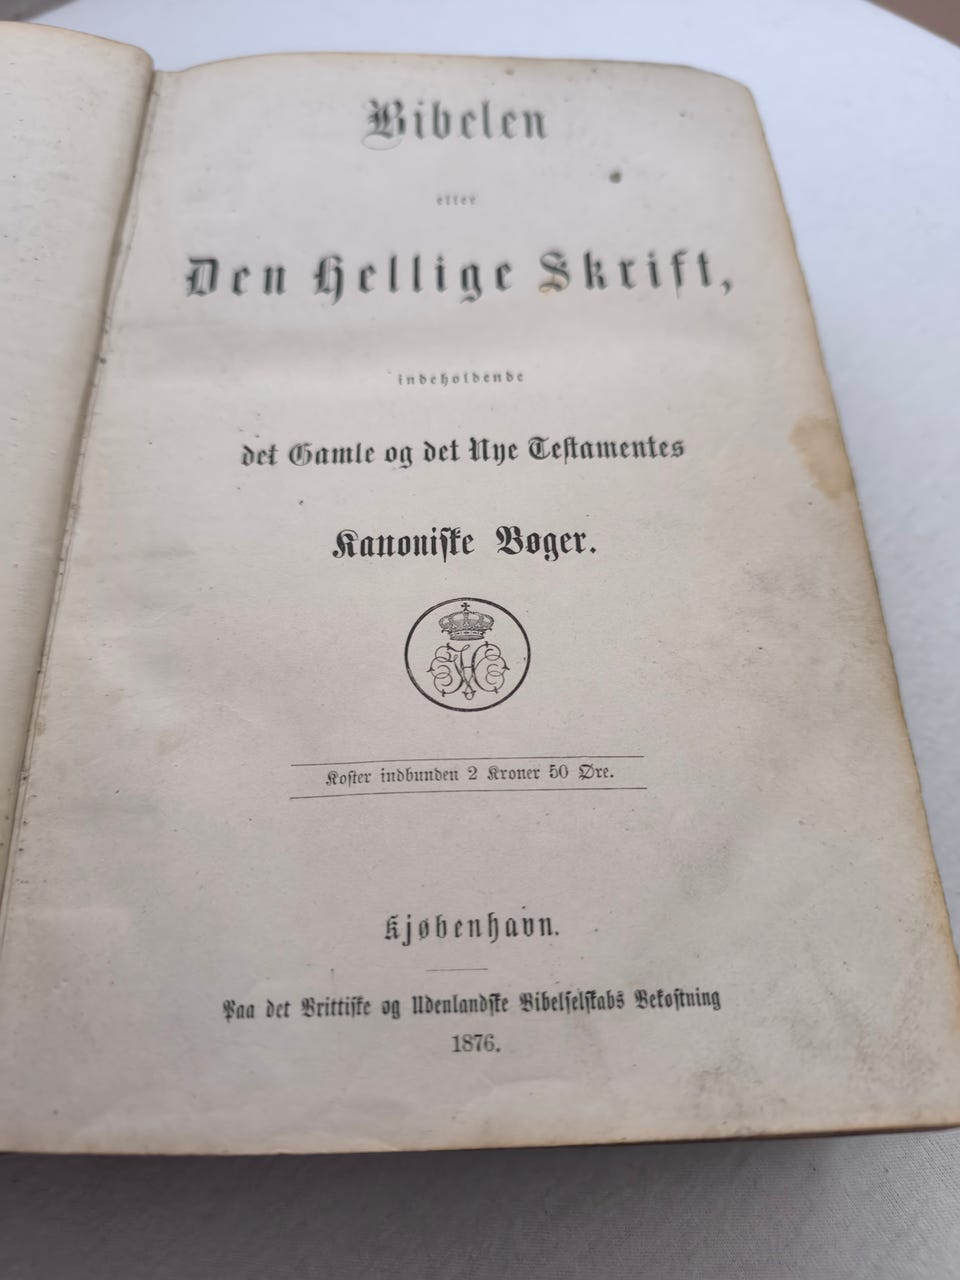 Bibelen
eller
Den Hellige Skrift,
indeholdende
det Gamle og det Nye Testamentes
Kanoniske Bøger.
Koster indbunden 2 Kroner 50 Øre.
Kjøbenhavn.
Paa det Brittiske og Udenlandske Bibelselskabs Bekostning
1876.